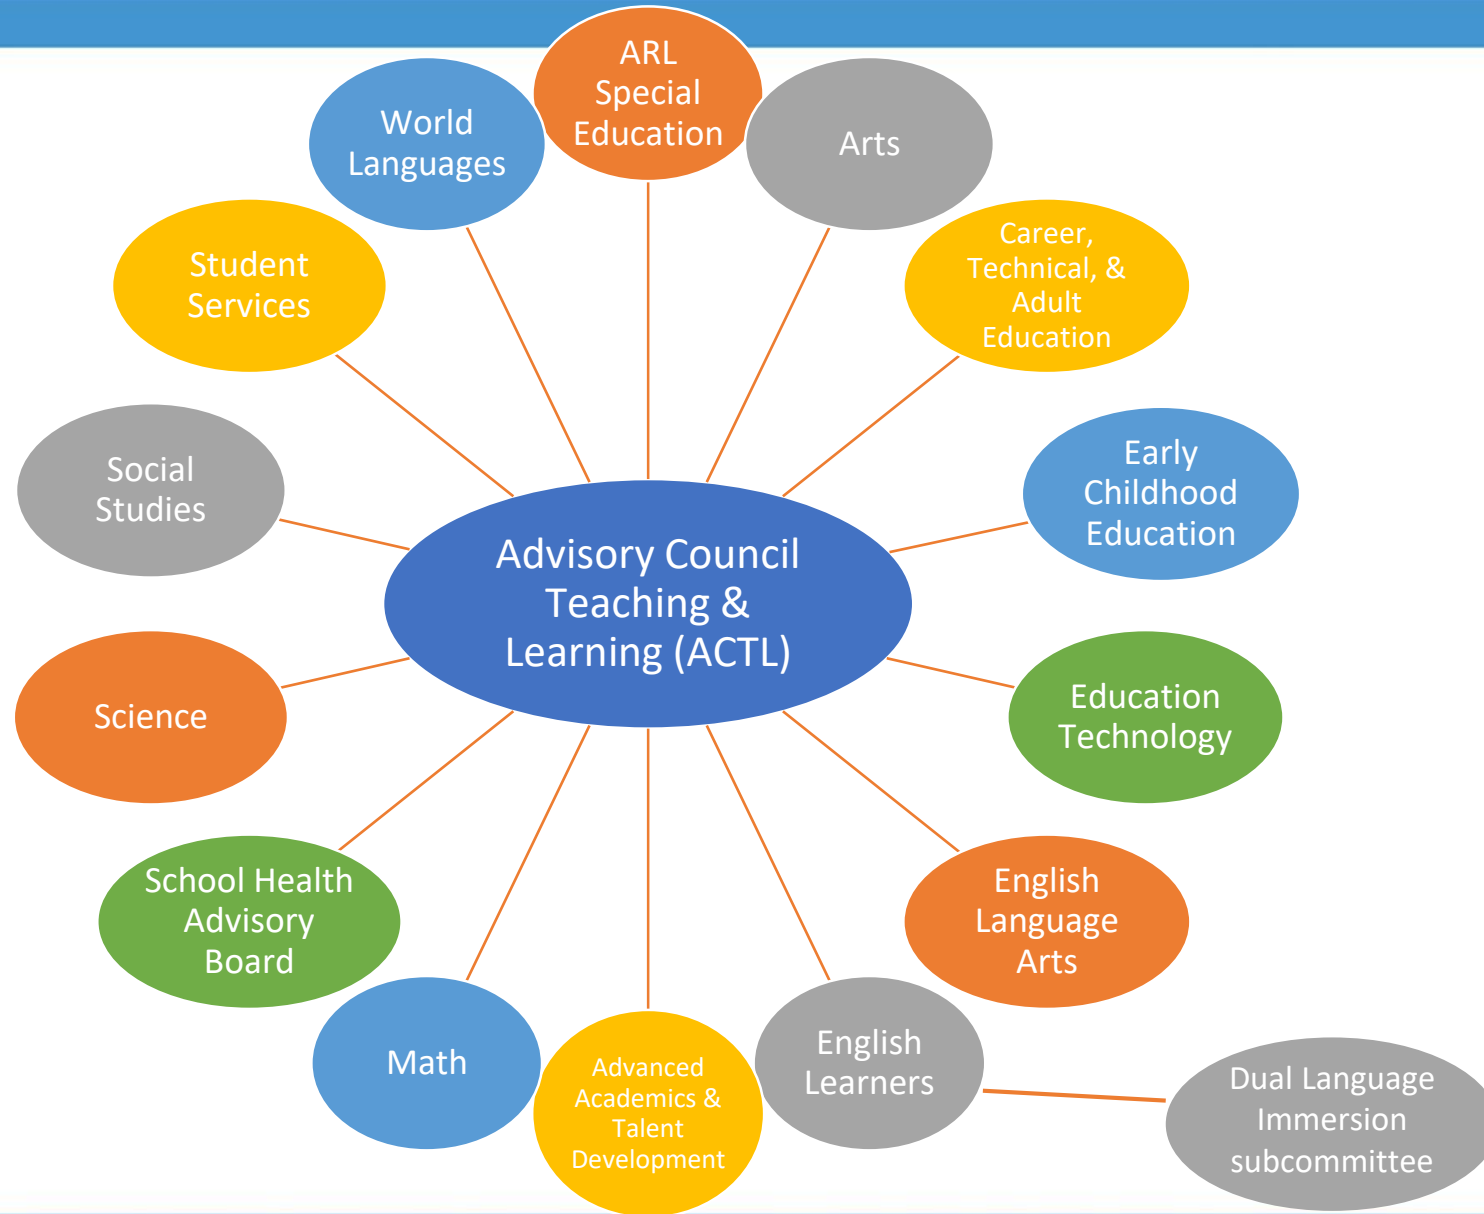 ARL
Special
Education
Arts
Career,
Technical, &
Adult
Education
Early
Childhood
Education
Education
Technology
English
Language
Arts
English
Learners
Dual Language
Immersion
subcommittee
Advanced
Academics &
Talent
Development
Math
School Health
Advisory
Board
Science
Social
Studies
Student
Services
World
Languages
Advisory Council
Teaching &
Learning (ACTL)